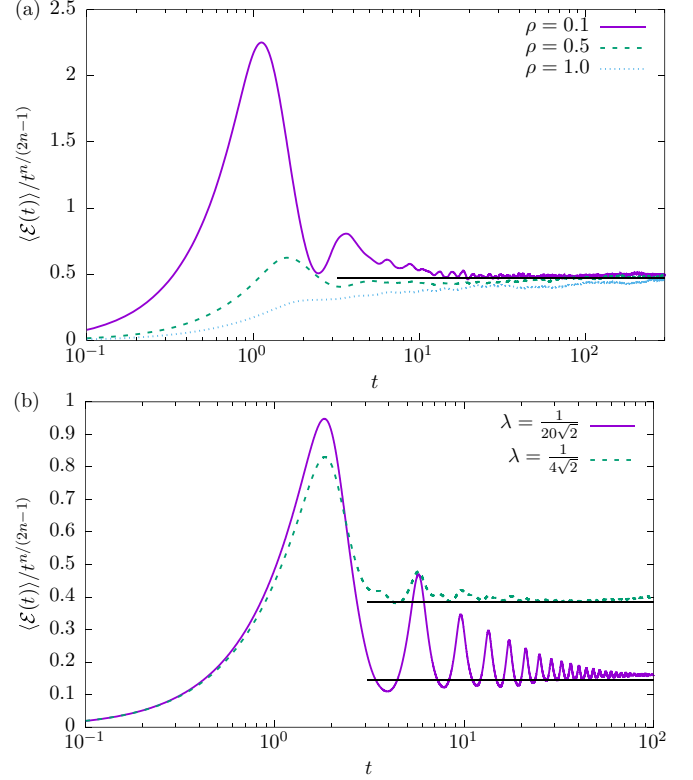 (a)
2.5
2
1.5
1
0.5
0
⟨ℰ(t)⟩/t^{n/(2n−1)}
ρ = 0.1
ρ = 0.5
ρ = 1.0
10^{−1} 10^{0} 10^{1} 10^{2}
t
(b)
1
0.9
0.8
0.7
0.6
0.5
0.4
0.3
0.2
0.1
0
⟨ℰ(t)⟩/t^{n/(2n−1)}
λ = \frac{1}{20√2}
λ = \frac{1}{4√2}
10^{−1} 10^{0} 10^{1} 10^{2}
t